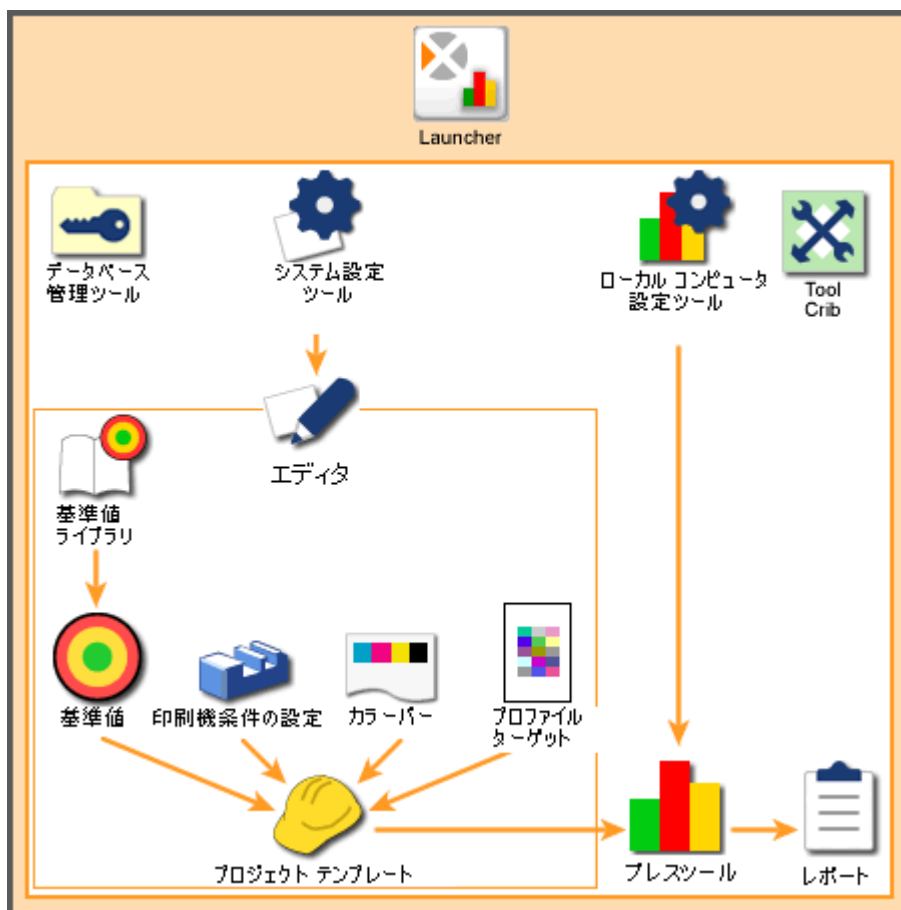 Launcher
データベース
管理ツール
システム設定
ツール
ローカル コンピュータ
設定ツール
Tool
Crib
エディタ
基準値
ライブラリ
基準値
印刷機条件の設定
カラーバー
プロファイル
ターゲット
プロジェクト テンプレート
プレスツール
レポート